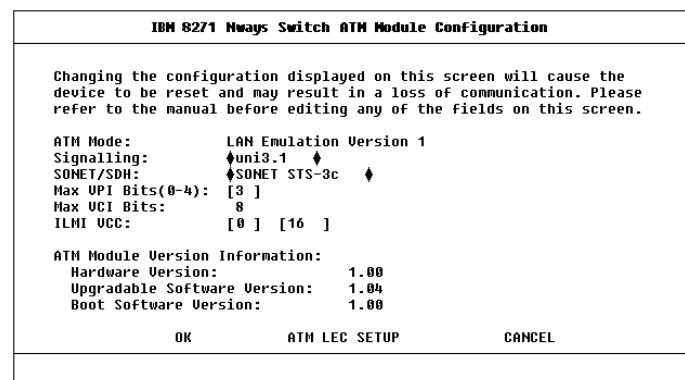 IBM 8271 Nways Switch ATM Module Configuration
Changing the configuration displayed on this screen will cause the
device to be reset and may result in a loss of communication. Please
refer to the manual before editing any of the fields on this screen.
ATM Mode: LAN Emulation Version 1
Signalling: ♦uni3.1 ♦
SONET/SDH: ♦SONET STS-3c ♦
Max VPI Bits(0-4): [3 ]
Max VCI Bits: 8
ILMI VCC: [0 ] [16 ]
ATM Module Version Information:
Hardware Version: 1.00
Upgradable Software Version: 1.04
Boot Software Version: 1.00
OK ATM LEC SETUP CANCEL